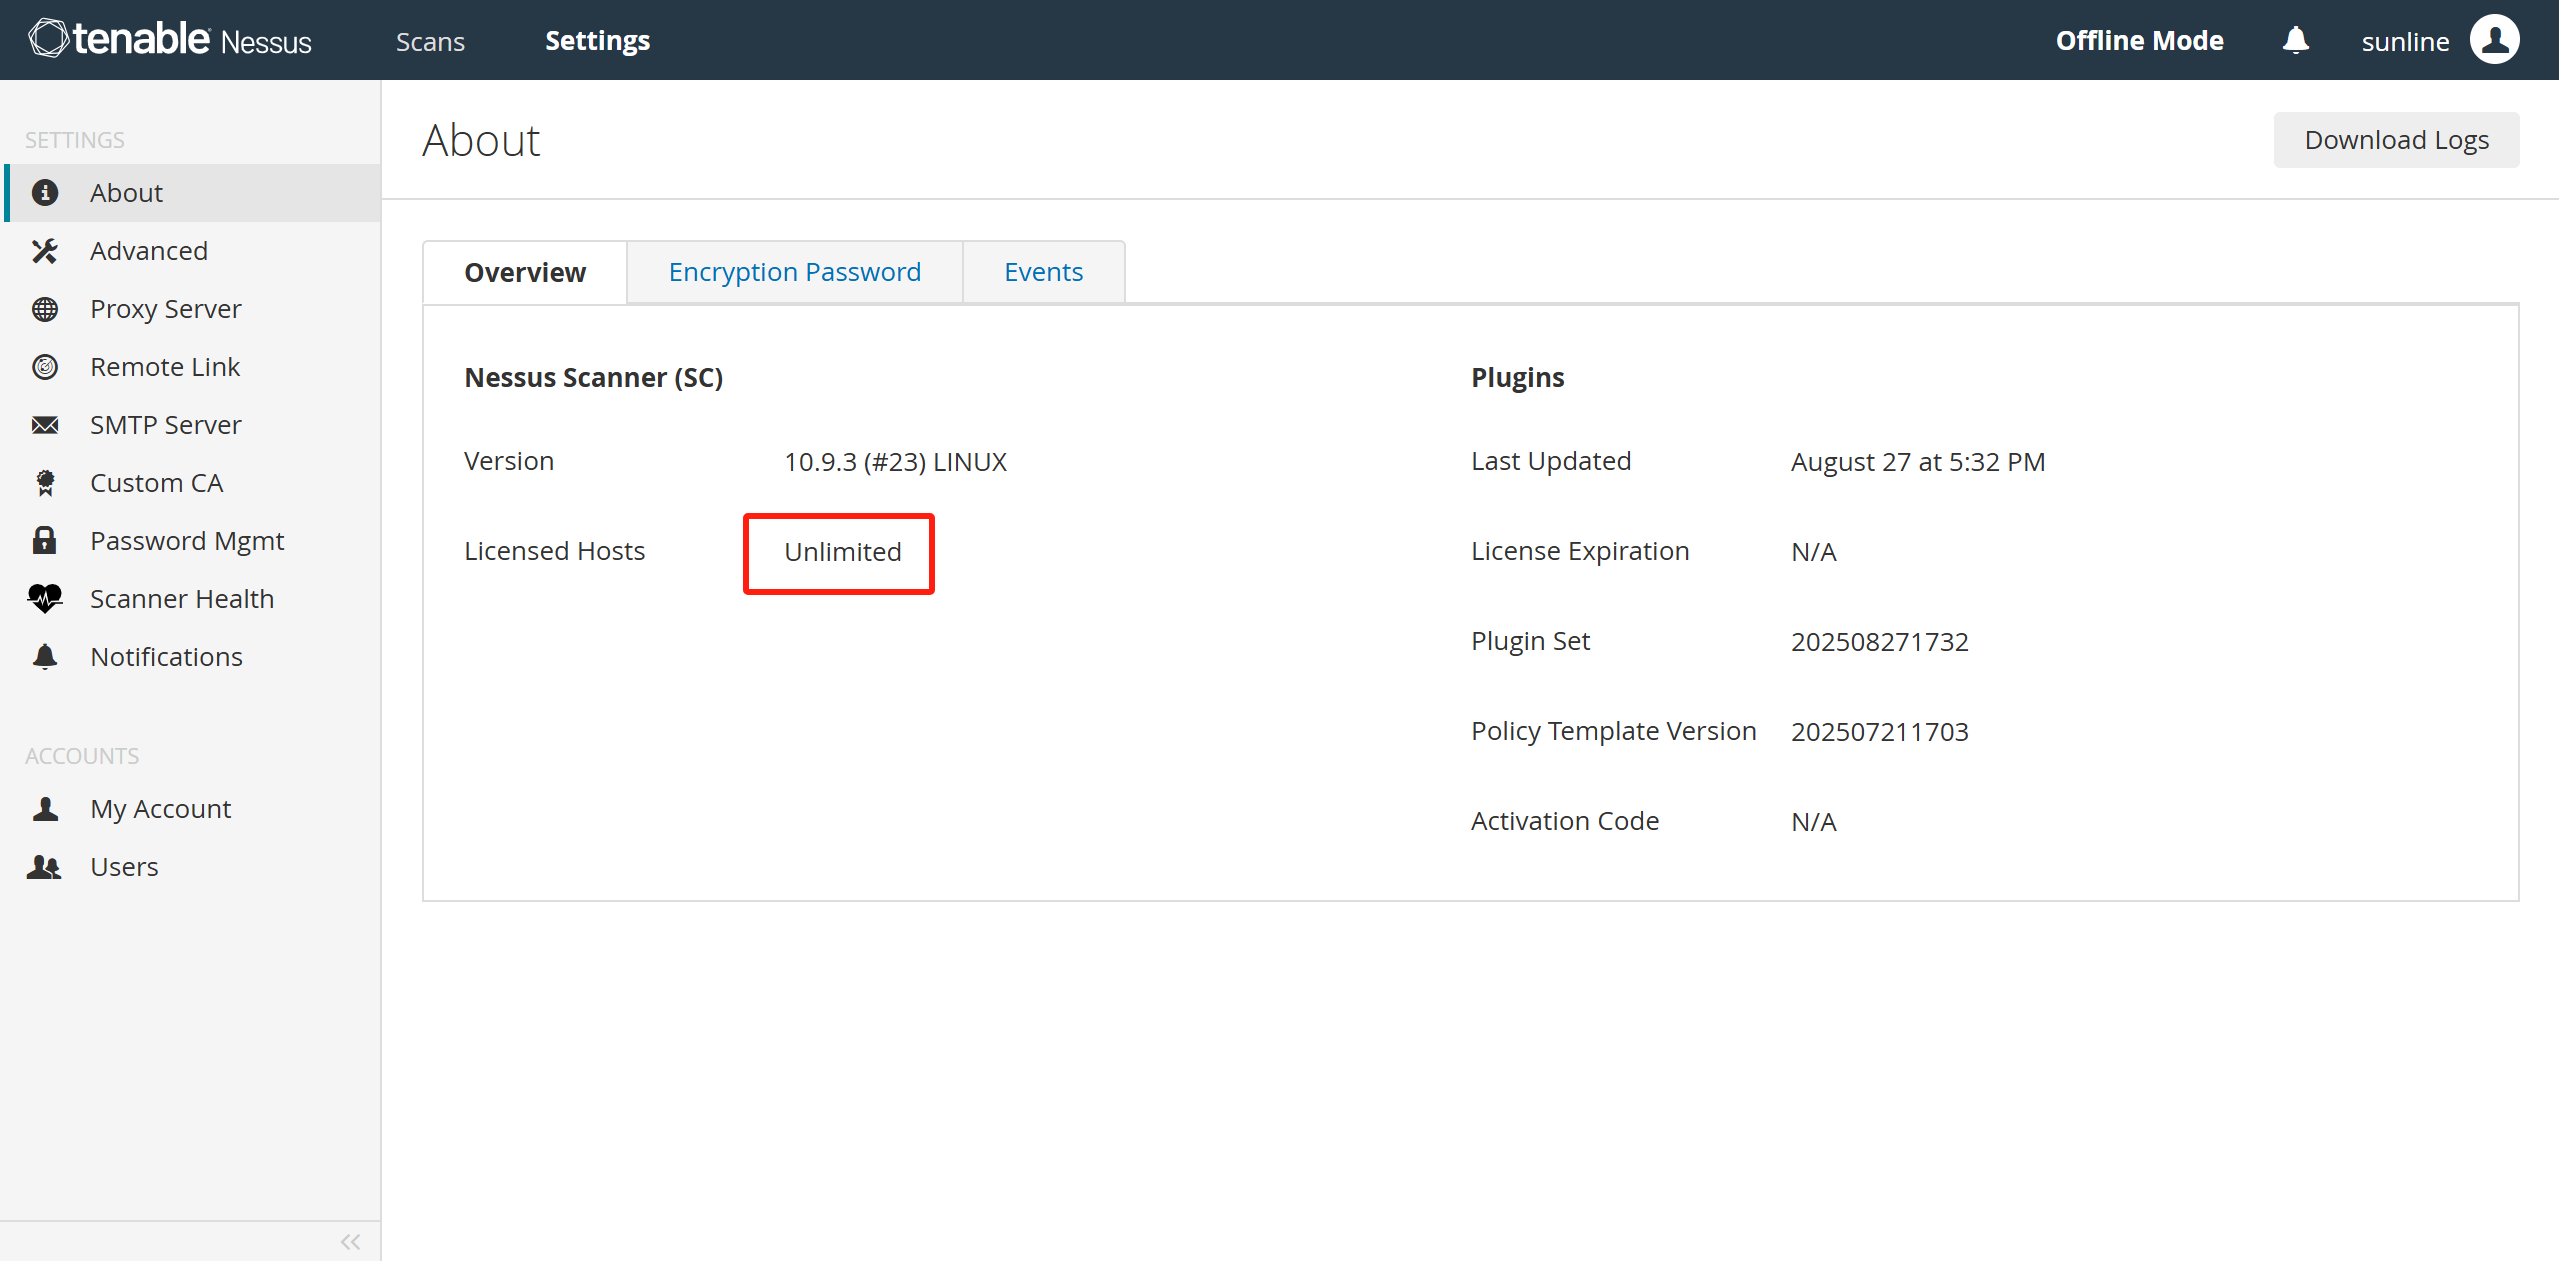 tenable Nessus
Scans
Settings
Offline Mode
sunline
SETTINGS
About
Advanced
Proxy Server
Remote Link
SMTP Server
Custom CA
Password Mgmt
Scanner Health
Notifications
ACCOUNTS
My Account
Users
About
Download Logs
Overview
Encryption Password
Events
Nessus Scanner (SC)
Version 10.9.3 (#23) LINUX
Licensed Hosts Unlimited
Plugins
Last Updated August 27 at 5:32 PM
License Expiration N/A
Plugin Set 202508271732
Policy Template Version 202507211703
Activation Code N/A